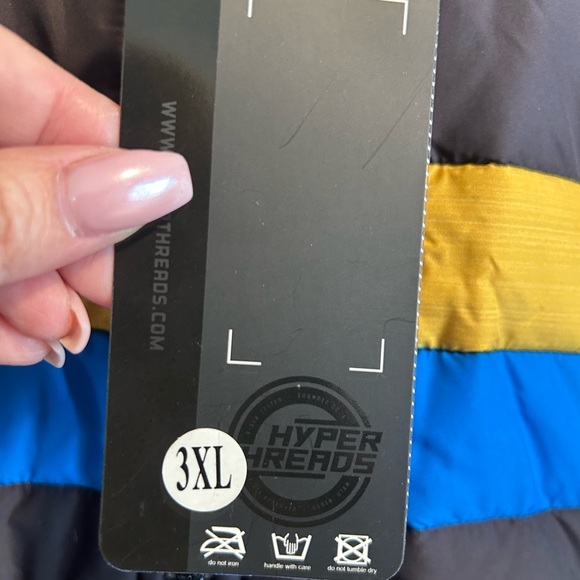 WWW.
THREADS.COM
HYPER
THREADS
3XL
do not iron
handle with care
do not tumble dry